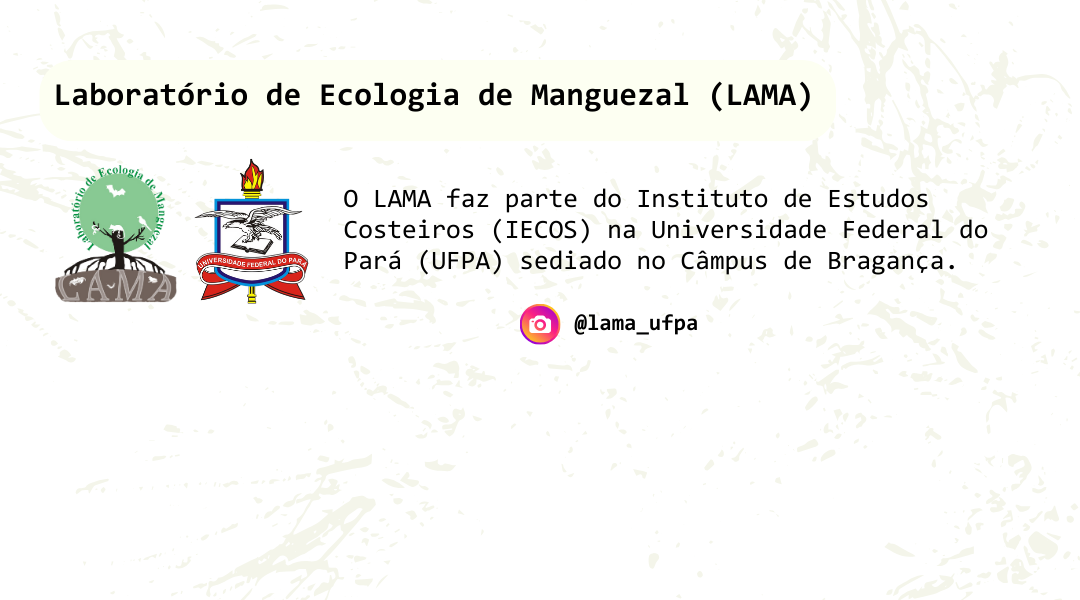 Laboratório de Ecologia de Manguezal (LAMA)
Laboratório de Ecologia de Manguezal
LAMA
UNIVERSIDADE FEDERAL DO PARÁ
O LAMA faz parte do Instituto de Estudos
Costeiros (IECOS) na Universidade Federal do
Pará (UFPA) sediado no Câmpus de Bragança.
@lama_ufpa